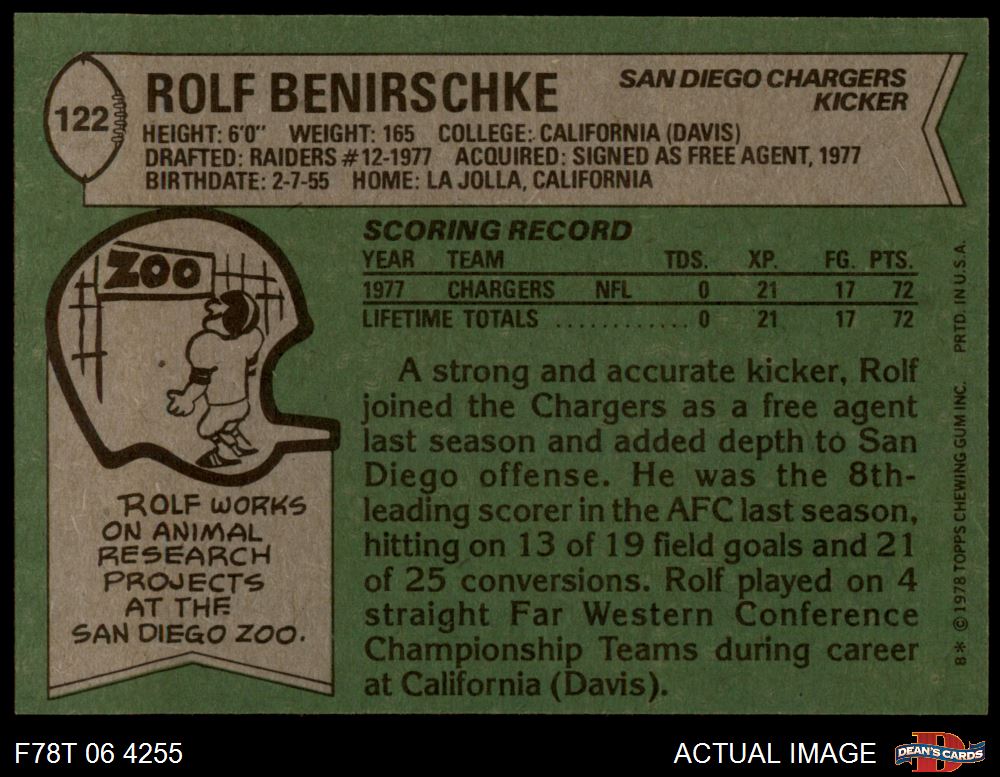 122
ROLF BENIRSCHKE
SAN DIEGO CHARGERS
KICKER
HEIGHT: 6'0" WEIGHT: 165 COLLEGE: CALIFORNIA (DAVIS)
DRAFTED: RAIDERS #12-1977 ACQUIRED: SIGNED AS FREE AGENT, 1977
BIRTHDATE: 2-7-55 HOME: LA JOLLA, CALIFORNIA
ZOO
ROLF WORKS
ON ANIMAL
RESEARCH
PROJECTS
AT THE
SAN DIEGO ZOO.
SCORING RECORD
YEAR TEAM TDS. XP. FG. PTS.
1977 CHARGERS NFL 0 21 17 72
LIFETIME TOTALS ............ 0 21 17 72
A strong and accurate kicker, Rolf
joined the Chargers as a free agent
last season and added depth to San
Diego offense. He was the 8th-
leading scorer in the AFC last season,
hitting on 13 of 19 field goals and 21
of 25 conversions. Rolf played on 4
straight Far Western Conference
Championship Teams during career
at California (Davis).
8* © 1978 TOPPS CHEWING GUM INC. PRTD. IN U.S.A.
F78T 06 4255
ACTUAL IMAGE
D
DEAN'S CARDS